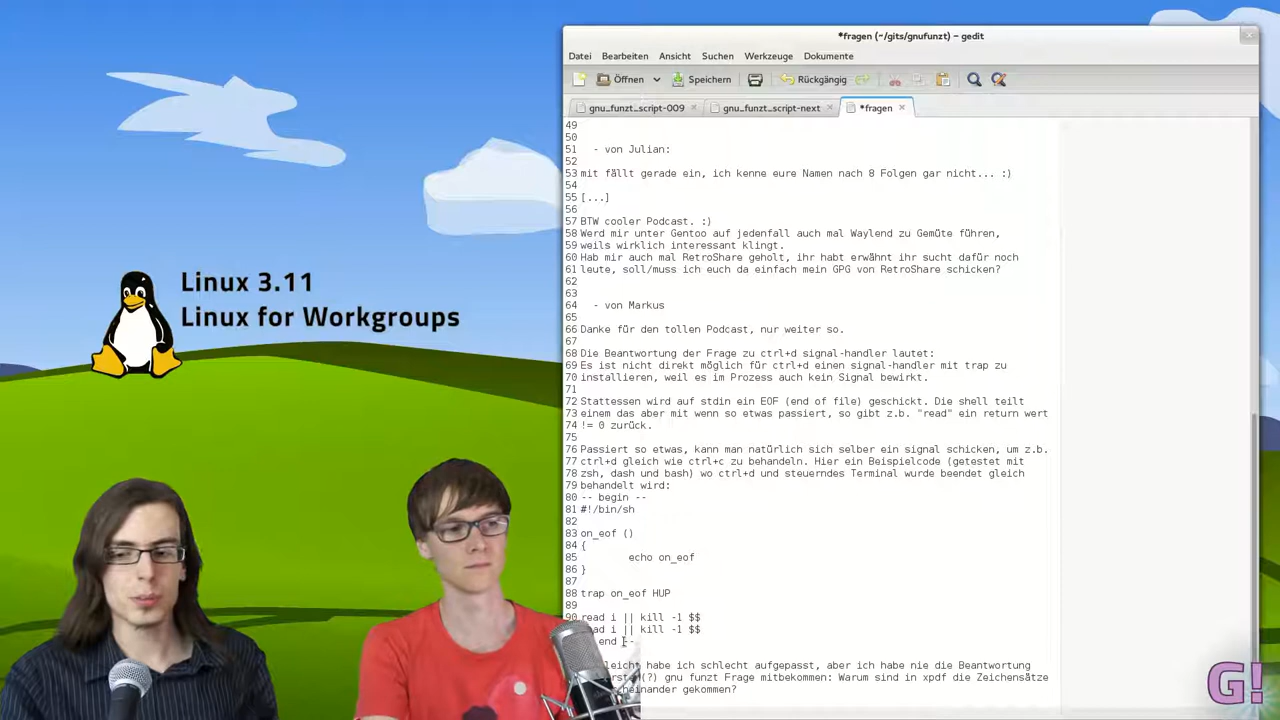 *fragen (~/gits/gnufunzt) – gedit
Datei Bearbeiten Ansicht Suchen Werkzeuge Dokumente
Öffnen Speichern Rückgängig
gnu_funzt_script-009 gnu_funzt_script-next *fragen
49
50
51 - von Julian:
52
53 mit fällt gerade ein, ich kenne eure Namen nach 8 Folgen gar nicht... :)
54
55 [...]
56
57 BTW cooler Podcast. :)
58 Werd mir unter Gentoo auf jedenfall auch mal Waylend zu Gemüte führen,
59 weils wirklich interessant klingt.
60 Hab mir auch mal RetroShare geholt, ihr habt erwähnt ihr sucht dafür noch
61 leute, soll/muss ich euch da einfach mein GPG von RetroShare schicken?
62
63
64 - von Markus
65
66 Danke für den tollen Podcast, nur weiter so.
67
68 Die Beantwortung der Frage zu ctrl+d signal-handler lautet:
69 Es ist nicht direkt möglich für ctrl+d einen signal-handler mit trap zu
70 installieren, weil es im Prozess auch kein Signal bewirkt.
71
72 Stattessen wird auf stdin ein EOF (end of file) geschickt. Die shell teilt
73 einem das aber mit wenn so etwas passiert, so gibt z.b. "read" ein return wert
74 != 0 zurück.
75
76 Passiert so etwas, kann man natürlich sich selber ein signal schicken, um z.b.
77 ctrl+d gleich wie ctrl+c zu behandeln. Hier ein Beispielcode (getestet mit
78 zsh, dash und bash) wo ctrl+d und steuerndes Terminal wurde beendet gleich
79 behandelt wird:
80 -- begin --
81 #!/bin/sh
82
83 on_eof ()
84 {
85 echo on_eof
86 }
87
88 trap on_eof HUP
89
90 read i || kill -1 $$
i || kill -1 $$
end --
habe ich schlecht aufgepasst, aber ich habe nie die Beantwortung
(?) gnu funzt Frage mitbekommen: Warum sind in xpdf die Zeichensätze
gekommen?
Linux 3.11
Linux for Workgroups
G!